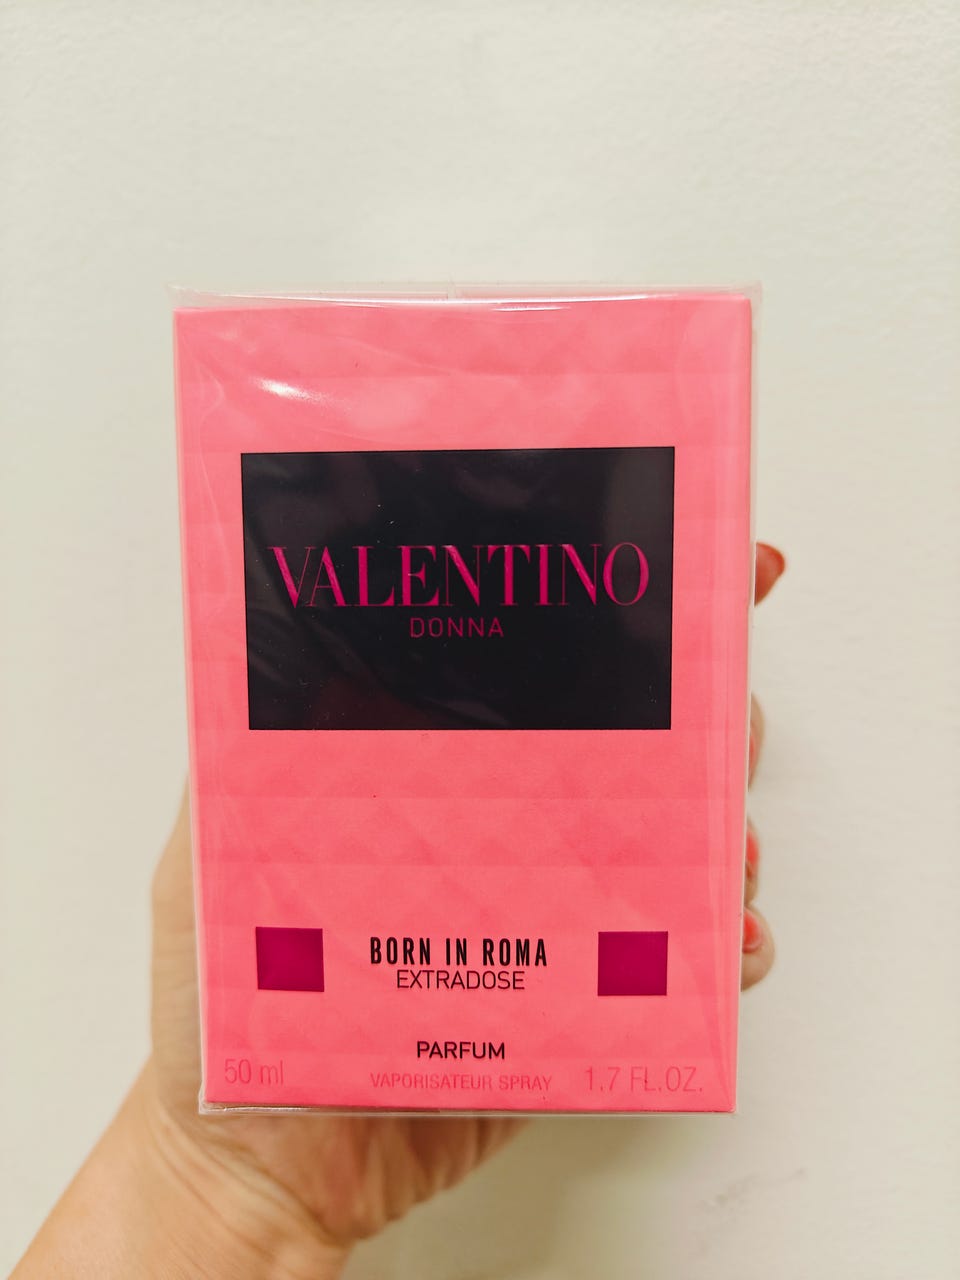 VALENTINO
DONNA
BORN IN ROMA
EXTRADOSE
PARFUM
50 ml VAPORISATEUR SPRAY 1.7 FL.OZ.